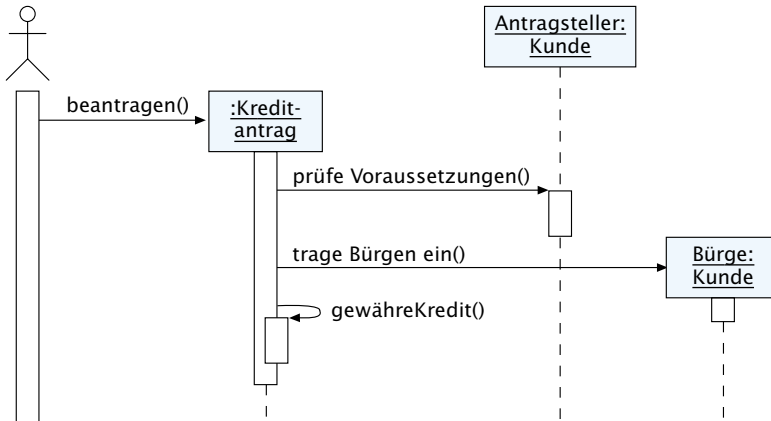 Antragsteller:
Kunde
beantragen()
:Kredit-
antrag
prüfe Voraussetzungen()
trage Bürgen ein()
Bürge:
Kunde
gewähreKredit()